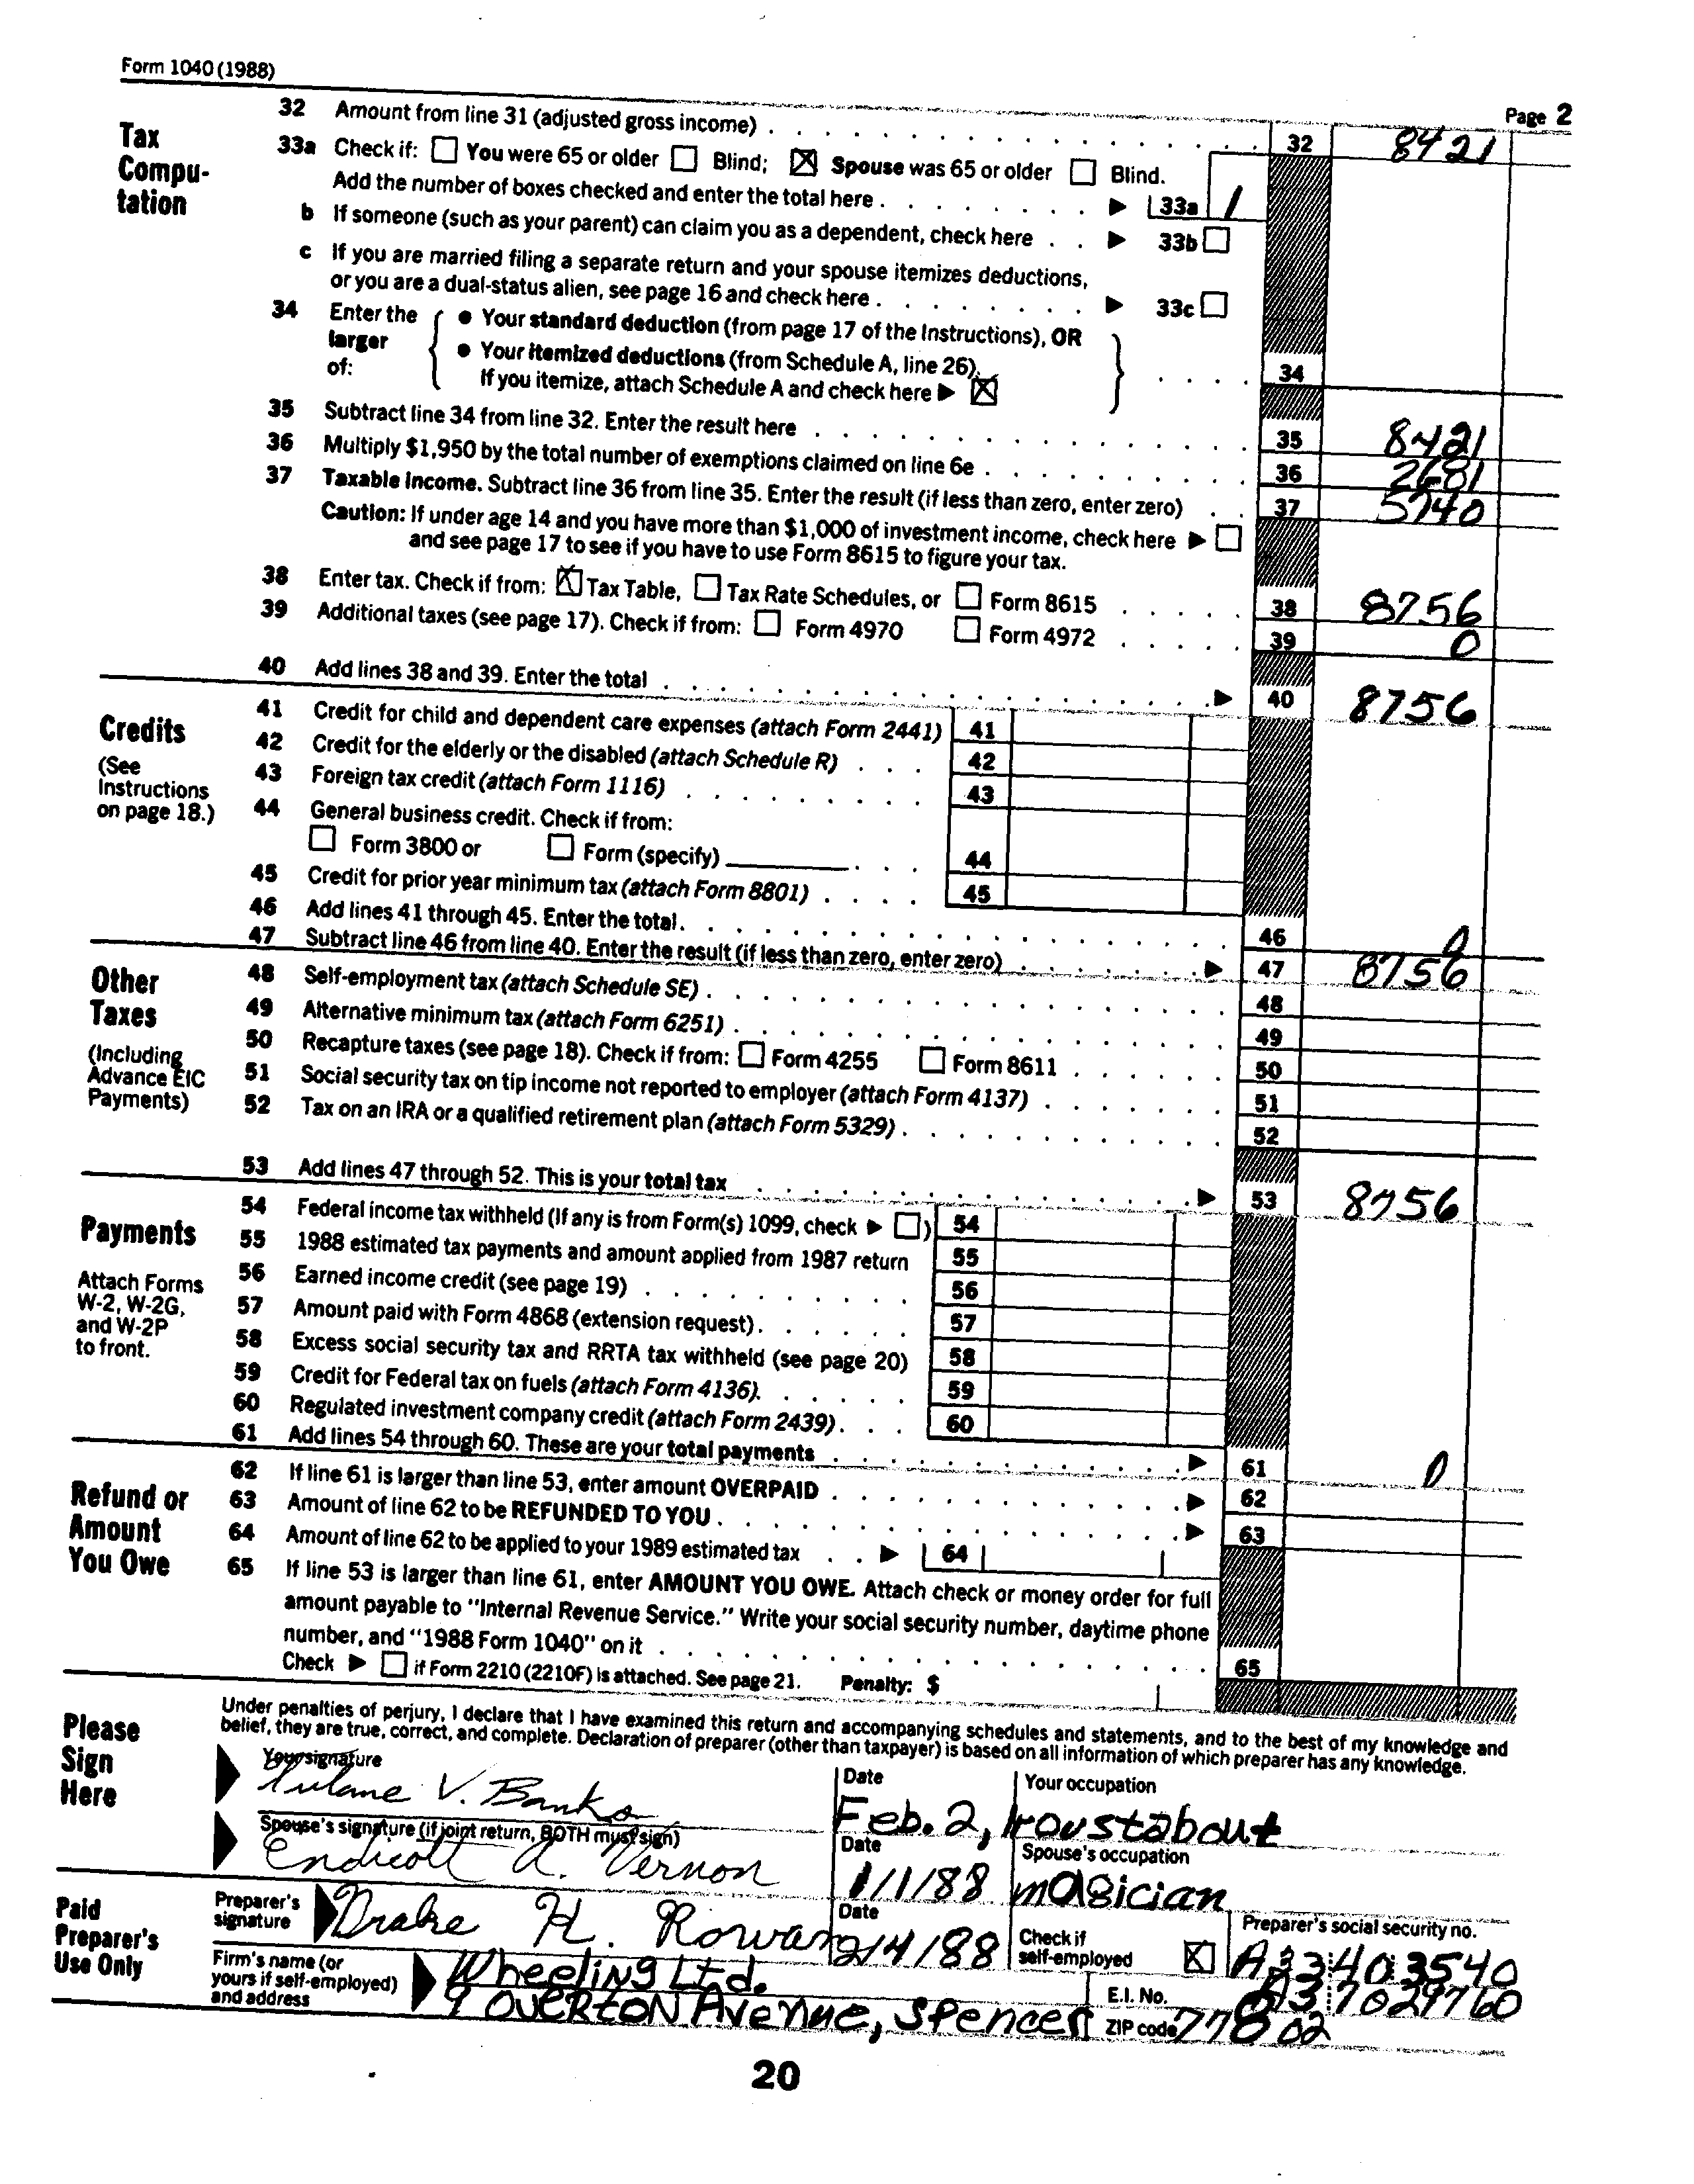 Form 1040 (1988)
Page 2
Tax Compu-tation
32 Amount from line 31 (adjusted gross income) 32 8421
33a Check if: You were 65 or older Blind; Spouse was 65 or older Blind.
Add the number of boxes checked and enter the total here 33a 1
b If someone (such as your parent) can claim you as a dependent, check here 33b
c If you are married filing a separate return and your spouse itemizes deductions,
or you are a dual-status alien, see page 16 and check here 33c
34 Enter the larger of: • Your standard deduction (from page 17 of the Instructions), OR
• Your itemized deductions (from Schedule A, line 26).
If you itemize, attach Schedule A and check here 34
35 Subtract line 34 from line 32. Enter the result here 35 8421
36 Multiply $1,950 by the total number of exemptions claimed on line 6e 36 2681
37 Taxable Income. Subtract line 36 from line 35. Enter the result (if less than zero, enter zero) 37 5740
Caution: If under age 14 and you have more than $1,000 of investment income, check here
and see page 17 to see if you have to use Form 8615 to figure your tax.
38 Enter tax. Check if from: Tax Table, Tax Rate Schedules, or Form 8615 38 8756
39 Additional taxes (see page 17). Check if from: Form 4970 Form 4972 39 0
40 Add lines 38 and 39. Enter the total 40 8756
Credits
(See Instructions on page 18.)
41 Credit for child and dependent care expenses (attach Form 2441) 41
42 Credit for the elderly or the disabled (attach Schedule R) 42
43 Foreign tax credit (attach Form 1116) 43
44 General business credit. Check if from:
Form 3800 or Form (specify) 44
45 Credit for prior year minimum tax (attach Form 8801) 45
46 Add lines 41 through 45. Enter the total. 46 0
47 Subtract line 46 from line 40. Enter the result (if less than zero, enter zero) 47 8756
Other Taxes
(Including Advance EIC Payments)
48 Self-employment tax (attach Schedule SE) 48
49 Alternative minimum tax (attach Form 6251) 49
50 Recapture taxes (see page 18). Check if from: Form 4255 Form 8611 50
51 Social security tax on tip income not reported to employer (attach Form 4137) 51
52 Tax on an IRA or a qualified retirement plan (attach Form 5329) 52
53 Add lines 47 through 52. This is your total tax 53 8756
Payments
Attach Forms W-2, W-2G, and W-2P to front.
54 Federal income tax withheld (If any is from Form(s) 1099, check ) 54
55 1988 estimated tax payments and amount applied from 1987 return 55
56 Earned income credit (see page 19) 56
57 Amount paid with Form 4868 (extension request) 57
58 Excess social security tax and RRTA tax withheld (see page 20) 58
59 Credit for Federal tax on fuels (attach Form 4136). 59
60 Regulated investment company credit (attach Form 2439) 60
61 Add lines 54 through 60. These are your total payments 61 0
Refund or Amount You Owe
62 If line 61 is larger than line 53, enter amount OVERPAID 62
63 Amount of line 62 to be REFUNDED TO YOU 63
64 Amount of line 62 to be applied to your 1989 estimated tax 64
65 If line 53 is larger than line 61, enter AMOUNT YOU OWE. Attach check or money order for full
amount payable to "Internal Revenue Service." Write your social security number, daytime phone
number, and "1988 Form 1040" on it 65
Check if Form 2210 (2210F) is attached. See page 21. Penalty: $
Please Sign Here
Under penalties of perjury, I declare that I have examined this return and accompanying schedules and statements, and to the best of my knowledge and
belief, they are true, correct, and complete. Declaration of preparer (other than taxpayer) is based on all information of which preparer has any knowledge.
Your signature Date Your occupation
Tulane V. Banks Feb. 2, roustabout
Spouse's signature (if joint return, BOTH must sign) Date Spouse's occupation
Endicott A. Vernon 1/1/88 magician
Paid Preparer's Use Only
Preparer's signature Drake H. Rowan Date 2/4/88 Check if self-employed Preparer's social security no.
Firm's name (or yours if self-employed) and address Wheeling Ltd. E.I. No.
9 Overton Avenue, Spencer ZIP code 77802
20